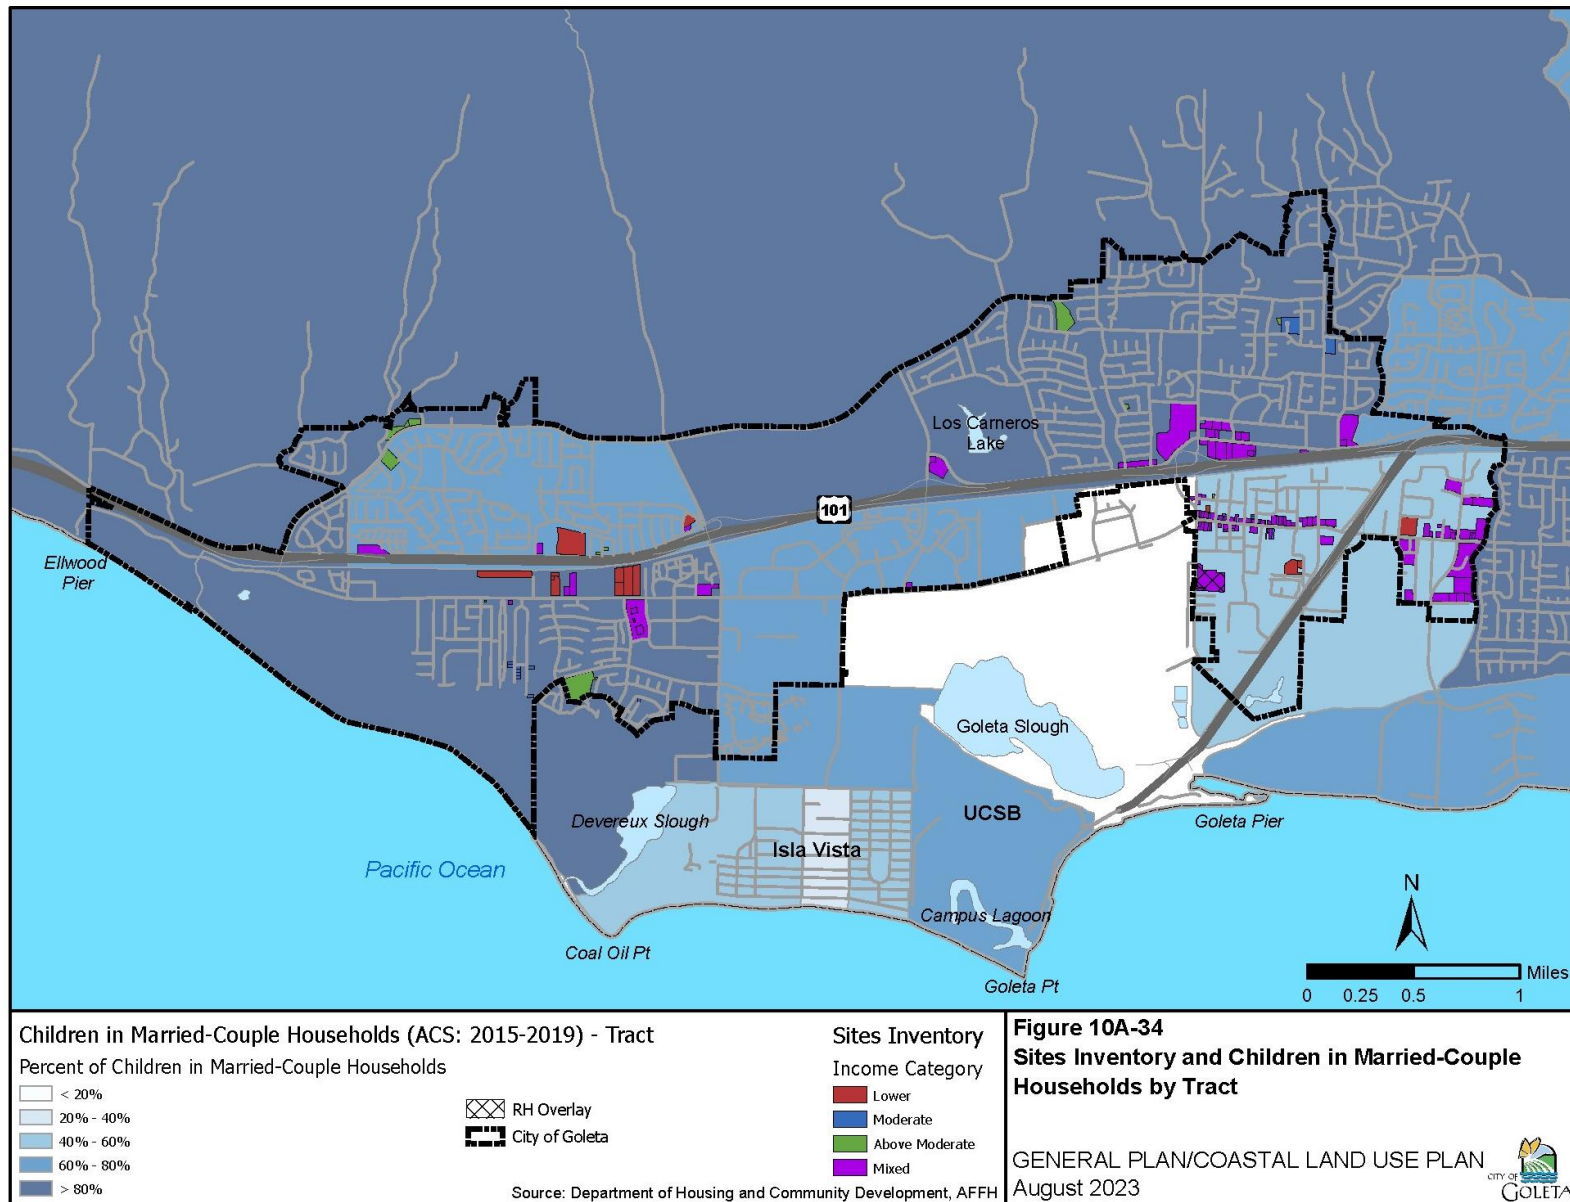 Los Carneros
Lake
101
Ellwood
Pier
Goleta Slough
UCSB
Devereux Slough
Goleta Pier
Isla Vista
Pacific Ocean
Campus Lagoon
Coal Oil Pt
Goleta Pt
N
Miles
0 0.25 0.5 1
Children in Married-Couple Households (ACS: 2015-2019) - Tract
Percent of Children in Married-Couple Households
< 20%
20% - 40%
40% - 60%
60% - 80%
> 80%
RH Overlay
City of Goleta
Sites Inventory
Income Category
Lower
Moderate
Above Moderate
Mixed
Source: Department of Housing and Community Development, AFFH
Figure 10A-34
Sites Inventory and Children in Married-Couple
Households by Tract
GENERAL PLAN/COASTAL LAND USE PLAN
August 2023
CITY OF
GOLETA